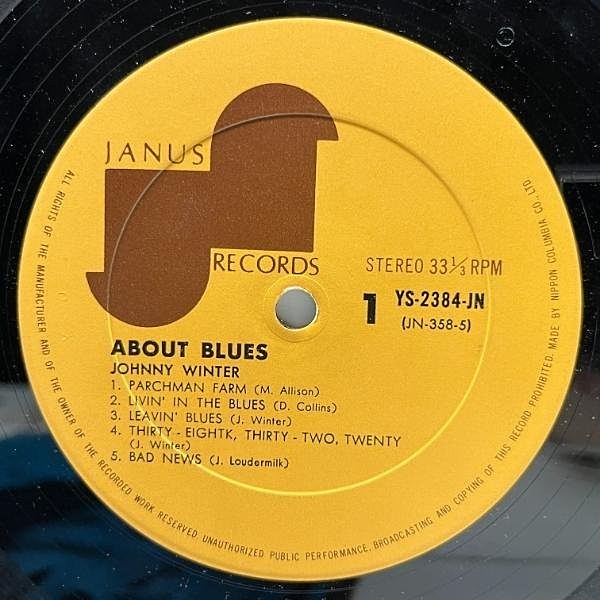 JANUS
RECORDS
STEREO 33 1/3 RPM
1
YS-2384-JN
(JN-358-5)
ABOUT BLUES
JOHNNY WINTER
1. PARCHMAN FARM (M. Allison)
2. LIVIN' IN THE BLUES (D. Collins)
3. LEAVIN' BLUES (J. Winter)
4. THIRTY - EIGHTK, THIRTY - TWO, TWENTY
(J. Winter)
5. BAD NEWS (J. Loudermilk)
ALL RIGHTS OF THE MANUFACTURER AND OF THE OWNER OF THE RECORDED WORK RESERVED. UNAUTHORIZED PUBLIC PERFORMANCE, BROADCASTING AND COPYING OF THIS RECORD PROHIBITED. MADE BY NIPPON COLUMBIA CO., LTD.